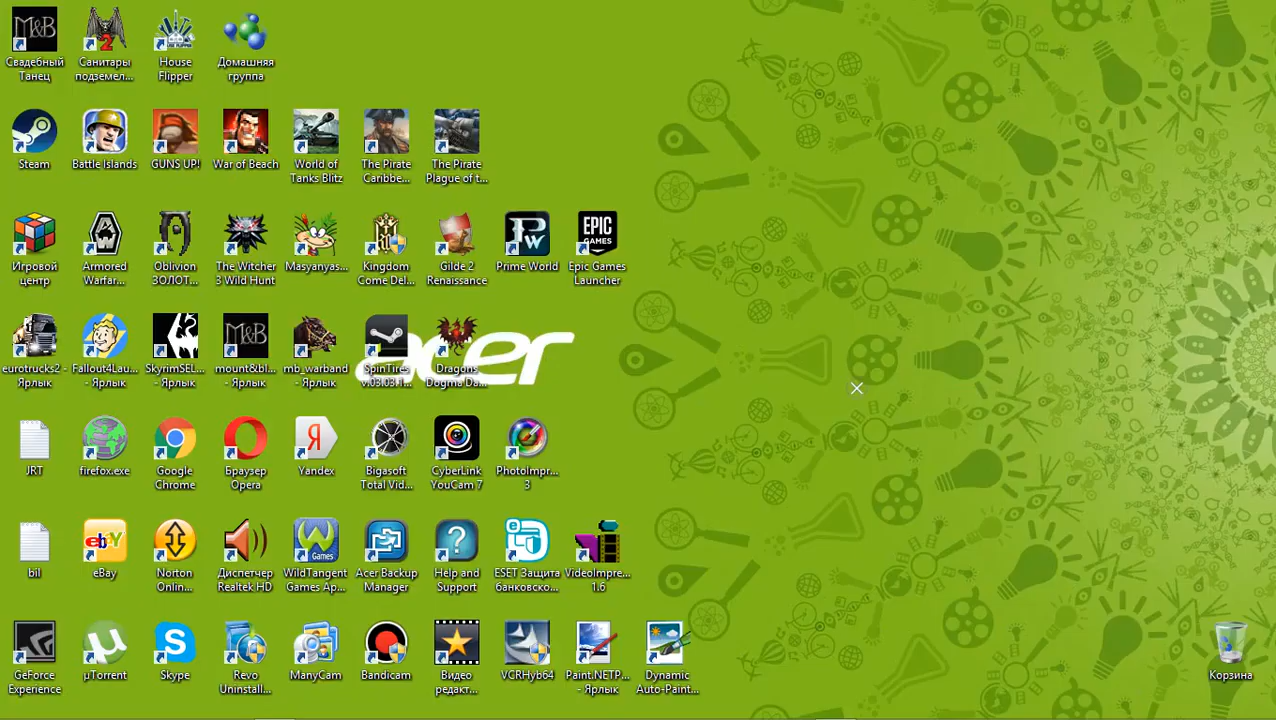 Свадебный
Танец
Санитары
подземел...
House
Flipper
Домашняя
группа
Steam
Battle Islands
GUNS UP!
War of Beach
World of
Tanks Blitz
The Pirate
Caribbe...
The Pirate
Plague of t...
Игровой
центр
Armored
Warfar...
Oblivion
ЗОЛОТ...
The Witcher
3 Wild Hunt
Masyanyas...
Kingdom
Come Del...
Gilde 2
Renaissance
Prime World
EPIC
GAMES
Epic Games
Launcher
eurotrucks2 -
Ярлык
Fallout4Lau...
- Ярлык
SkyrimSEL...
- Ярлык
mount&bl...
- Ярлык
mb_warband
- Ярлык
SpinTires
Dragons
Dogma Da...
acer
JRT
firefox.exe
Google
Chrome
Браузер
Opera
Yandex
Bigasoft
Total Vid...
CyberLink
YouCam 7
PhotoImpr...
3
bil
eBay
Norton
Onlin...
Диспетчер
Realtek HD
WildTangent
Games Ap...
Acer Backup
Manager
Help and
Support
ESET Защита
банковско...
VideoImpre...
1.6
GeForce
Experience
µTorrent
Skype
Revo
Uninstall...
ManyCam
Bandicam
Видео
редакт...
VCRHyb64
Paint.NETP...
- Ярлык
Dynamic
Auto-Paint...
Корзина